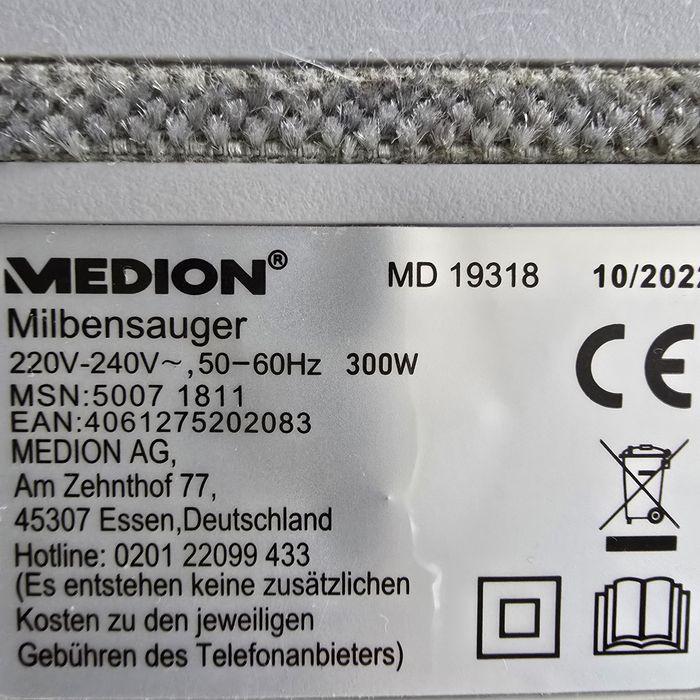 MEDION® MD 19318 10/2022
Milbensauger
220V-240V~,50-60Hz 300W
MSN:5007 1811
EAN:4061275202083
MEDION AG,
Am Zehnthof 77,
45307 Essen,Deutschland
Hotline: 0201 22099 433
(Es entstehen keine zusätzlichen
Kosten zu den jeweiligen
Gebühren des Telefonanbieters)
CE